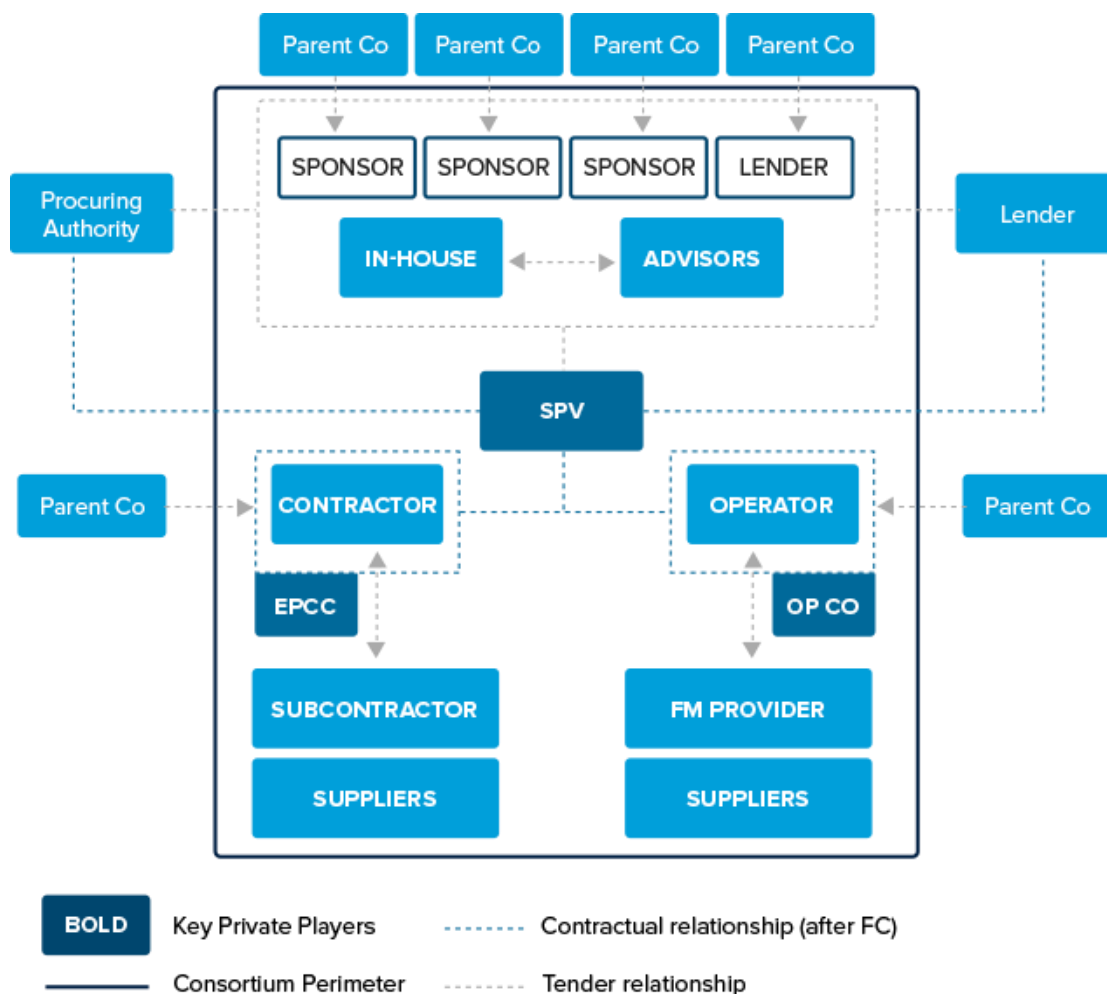 Parent Co
Parent Co
Parent Co
Parent Co
SPONSOR
SPONSOR
SPONSOR
LENDER
Procuring
Authority
Lender
IN-HOUSE
ADVISORS
SPV
Parent Co
CONTRACTOR
OPERATOR
Parent Co
EPCC
OP CO
SUBCONTRACTOR
FM PROVIDER
SUPPLIERS
SUPPLIERS
BOLD
Key Private Players
Contractual relationship (after FC)
Consortium Perimeter
Tender relationship